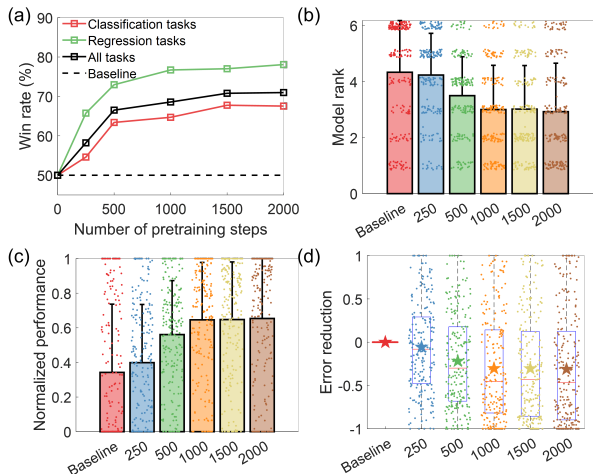 (a)
Classification tasks
Regression tasks
All tasks
Baseline
90
80
70
60
50
Win rate (%)
0
500
1000
1500
2000
Number of pretraining steps
(b)
6
4
2
0
Model rank
Baseline
250
500
1000
1500
2000
(c)
1
0.8
0.6
0.4
0.2
0
Normalized performance
Baseline
250
500
1000
1500
2000
(d)
1
0.5
0
-0.5
-1
Error reduction
Baseline
250
500
1000
1500
2000